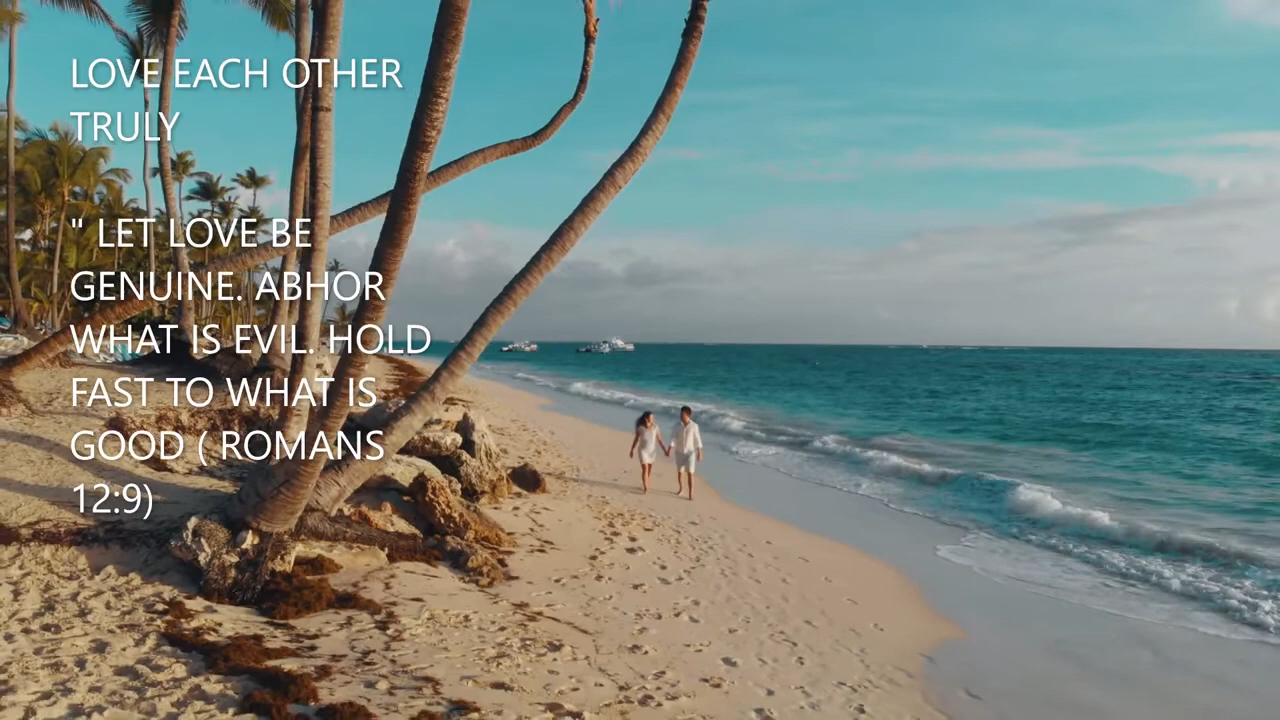 LOVE EACH OTHER
TRULY
" LET LOVE BE
GENUINE. ABHOR
WHAT IS EVIL. HOLD
FAST TO WHAT IS
GOOD ( ROMANS
12:9)